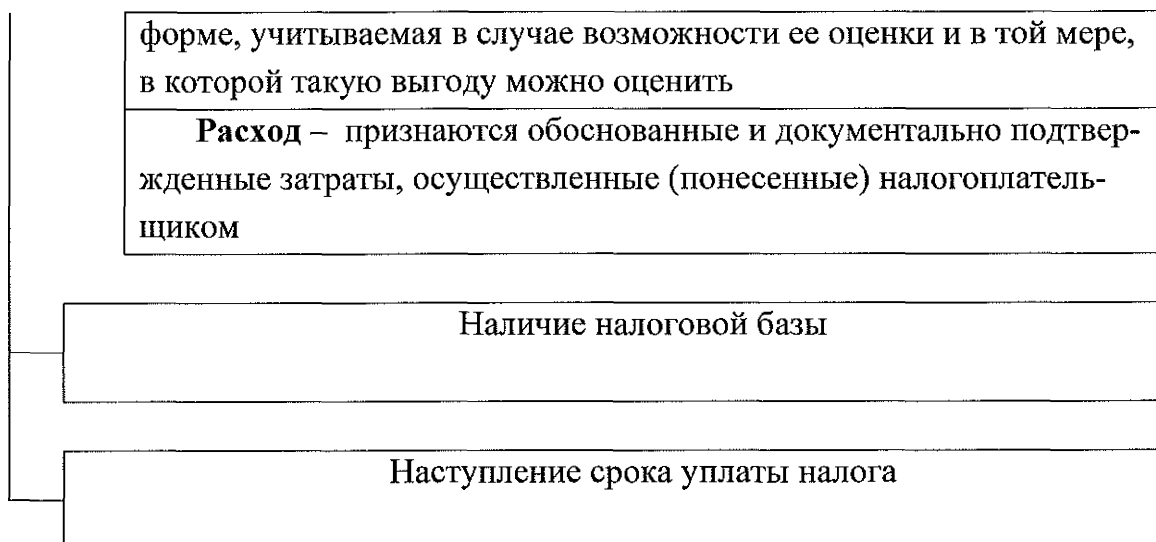 форме, учитываемая в случае возможности ее оценки и в той мере,
в которой такую выгоду можно оценить
Расход – признаются обоснованные и документально подтвер-
жденные затраты, осуществленные (понесенные) налогоплатель-
щиком
Наличие налоговой базы
Наступление срока уплаты налога